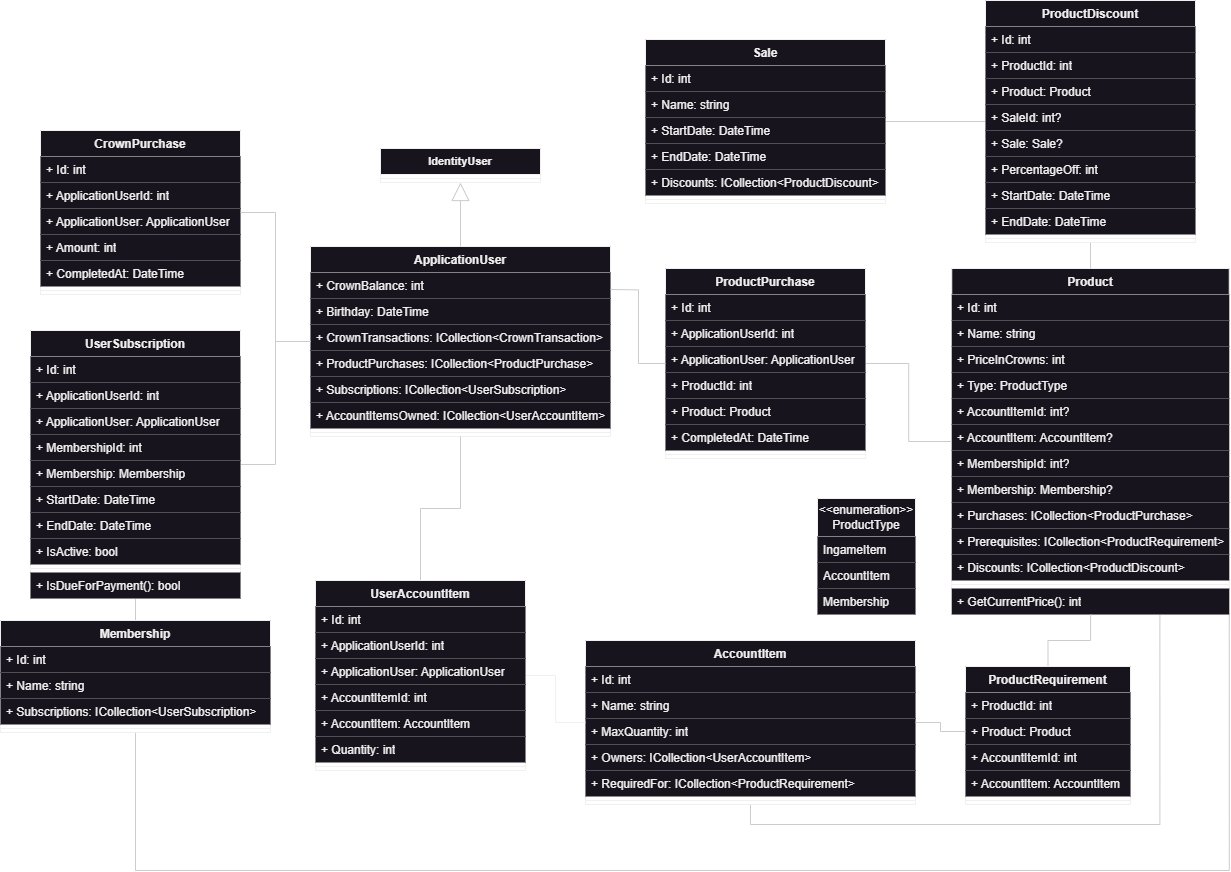 ProductDiscount
+ Id: int
+ ProductId: int
+ Product: Product
+ SaleId: int?
+ Sale: Sale?
+ PercentageOff: int
+ StartDate: DateTime
+ EndDate: DateTime
Sale
+ Id: int
+ Name: string
+ StartDate: DateTime
+ EndDate: DateTime
+ Discounts: ICollection<ProductDiscount>
CrownPurchase
+ Id: int
+ ApplicationUserId: int
+ ApplicationUser: ApplicationUser
+ Amount: int
+ CompletedAt: DateTime
IdentityUser
ApplicationUser
+ CrownBalance: int
+ Birthday: DateTime
+ CrownTransactions: ICollection<CrownTransaction>
+ ProductPurchases: ICollection<ProductPurchase>
+ Subscriptions: ICollection<UserSubscription>
+ AccountItemsOwned: ICollection<UserAccountItem>
ProductPurchase
+ Id: int
+ ApplicationUserId: int
+ ApplicationUser: ApplicationUser
+ ProductId: int
+ Product: Product
+ CompletedAt: DateTime
Product
+ Id: int
+ Name: string
+ PriceInCrowns: int
+ Type: ProductType
+ AccountItemId: int?
+ AccountItem: AccountItem?
+ MembershipId: int?
+ Membership: Membership?
+ Purchases: ICollection<ProductPurchase>
+ Prerequisites: ICollection<ProductRequirement>
+ Discounts: ICollection<ProductDiscount>
+ GetCurrentPrice(): int
UserSubscription
+ Id: int
+ ApplicationUserId: int
+ ApplicationUser: ApplicationUser
+ MembershipId: int
+ Membership: Membership
+ StartDate: DateTime
+ EndDate: DateTime
+ IsActive: bool
+ IsDueForPayment(): bool
<<enumeration>>
ProductType
IngameItem
AccountItem
Membership
UserAccountItem
+ Id: int
+ ApplicationUserId: int
+ ApplicationUser: ApplicationUser
+ AccountItemId: int
+ AccountItem: AccountItem
+ Quantity: int
Membership
+ Id: int
+ Name: string
+ Subscriptions: ICollection<UserSubscription>
AccountItem
+ Id: int
+ Name: string
+ MaxQuantity: int
+ Owners: ICollection<UserAccountItem>
+ RequiredFor: ICollection<ProductRequirement>
ProductRequirement
+ ProductId: int
+ Product: Product
+ AccountItemId: int
+ AccountItem: AccountItem